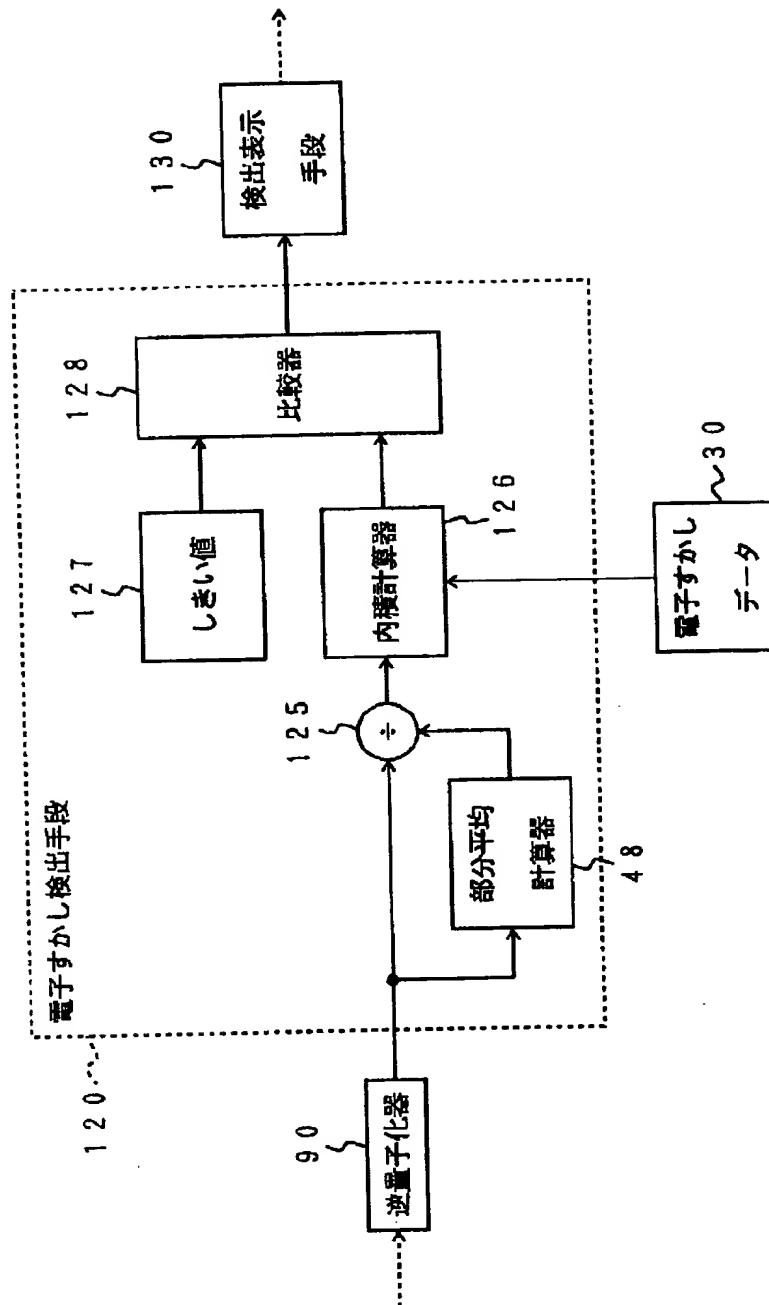 120
電子すかし検出手段
90
逆量子化器
48
部分平均
計算器
125
÷
126
内積計算器
127
しきい値
128
比較器
130
検出表示
手段
30
電子すかし
データ